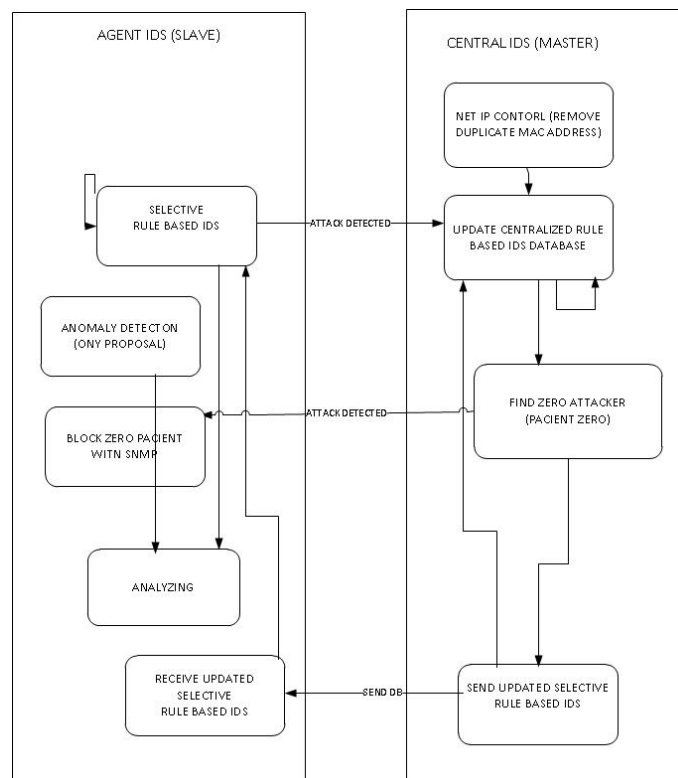 AGENT IDS (SLAVE)
CENTRAL IDS (MASTER)
NET IP CONTORL (REMOVE
DUPLICATE MAC ADDRESS)
SELECTIVE
RULE BASED IDS
ATTACK DETECTED
UPDATE CENTRALIZED RULE
BASED IDS DATABASE
ANOMALY DETECTON
(ONY PROPOSAL)
FIND ZERO ATTACKER
(PACIENT ZERO)
ATTACK DETECTED
BLOCK ZERO PACIENT
WITN SNMP
ANALYZING
RECEIVE UPDATED
SELECTIVE
RULE BASED IDS
SEND DB
SEND UPDATED SELECTIVE
RULE BASED IDS